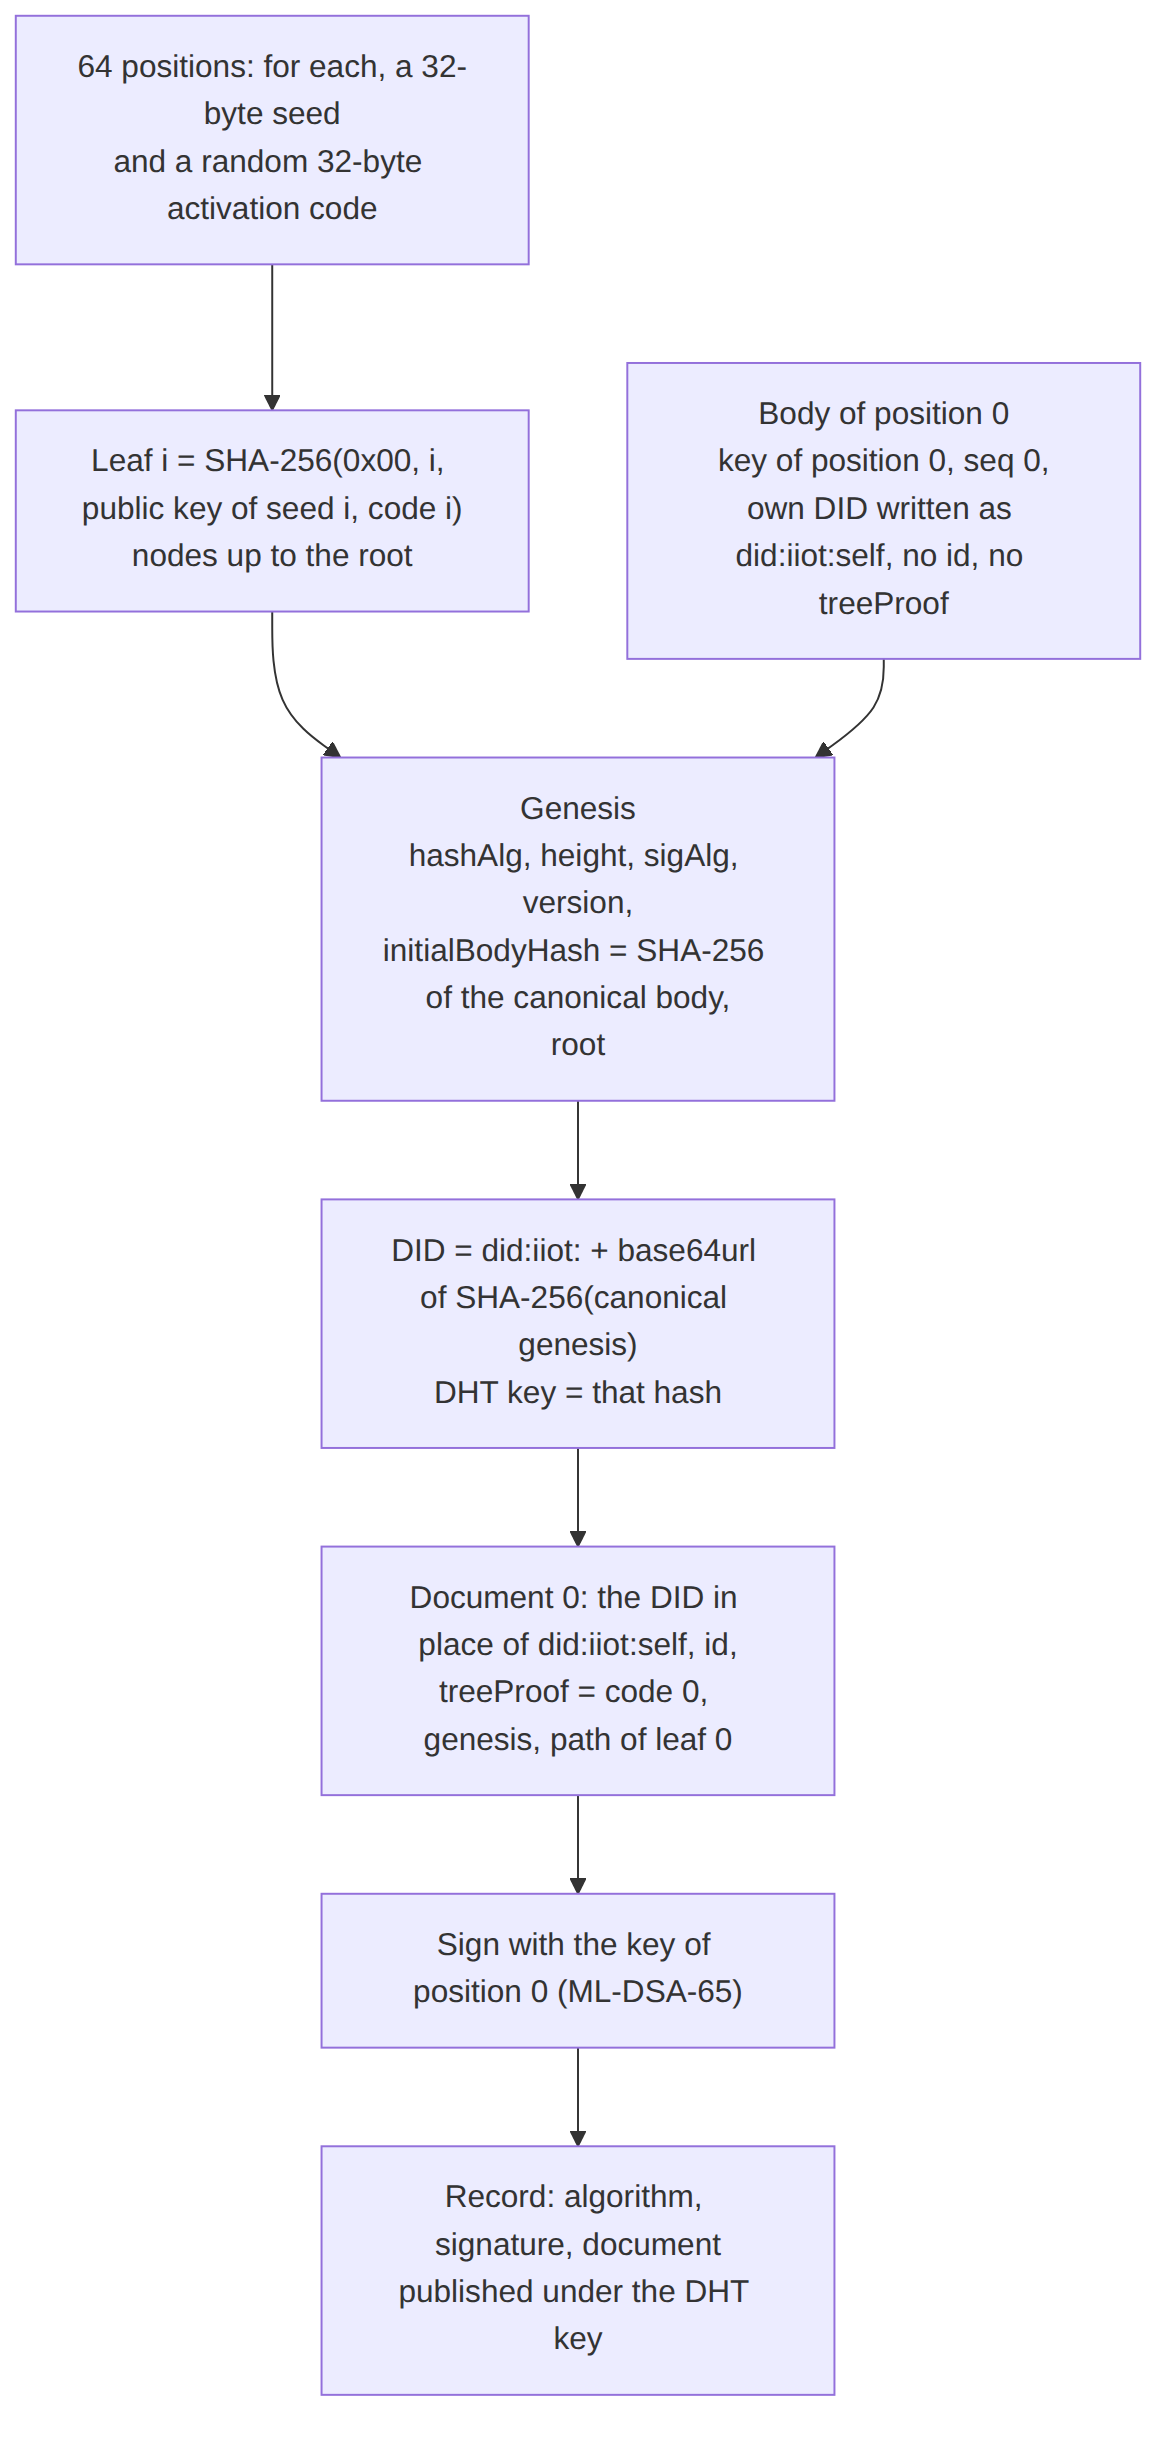 64 positions: for each, a 32-
byte seed
and a random 32-byte
activation code
Leaf i = SHA-256(0x00, i,
public key of seed i, code i)
nodes up to the root
Body of position 0
key of position 0, seq 0,
own DID written as
did:iiot:self, no id, no
treeProof
Genesis
hashAlg, height, sigAlg,
version,
initialBodyHash = SHA-256
of the canonical body,
root
DID = did:iiot: + base64url
of SHA-256(canonical
genesis)
DHT key = that hash
Document 0: the DID in
place of did:iiot:self, id,
treeProof = code 0,
genesis, path of leaf 0
Sign with the key of
position 0 (ML-DSA-65)
Record: algorithm,
signature, document
published under the DHT
key